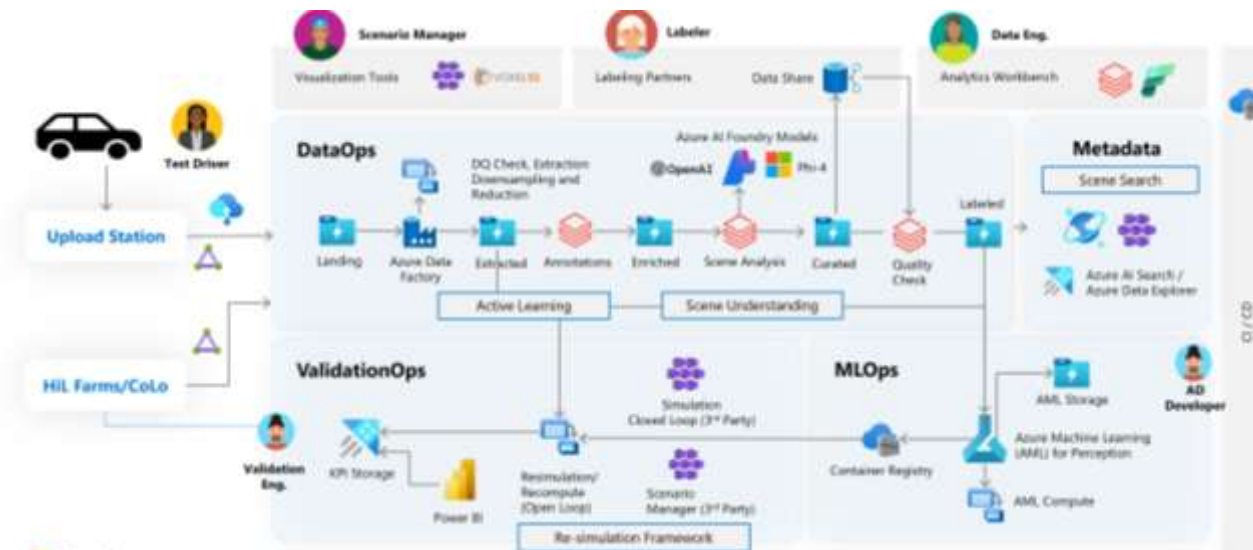 Scenario Manager
Labeler
Data Eng.
Visualization Tools
Labeling Partners
Data Share
Analytics Workbench
Test Driver
Upload Station
HiL Farms/CoLo
DataOps
DQ Check, Extraction
Downsampling and
Reduction
Azure AI Foundry Models
OpenAI
Phi-4
Landing
Azure Data
Factory
Extracted
Annotations
Enriched
Scene Analysis
Curated
Quality
Check
Labeled
Active Learning
Scene Understanding
Metadata
Scene Search
Azure AI Search /
Azure Data Explorer
ValidationOps
Validation
Eng.
KPI Storage
Power BI
Resimulation/
Recompute
(Open Loop)
Simulation
Closed Loop (3rd Party)
Scenario
Manager (3rd Party)
Re-simulation Framework
MLOps
Container Registry
AML Storage
Azure Machine Learning
(AML) for Perception
AML Compute
AD
Developer